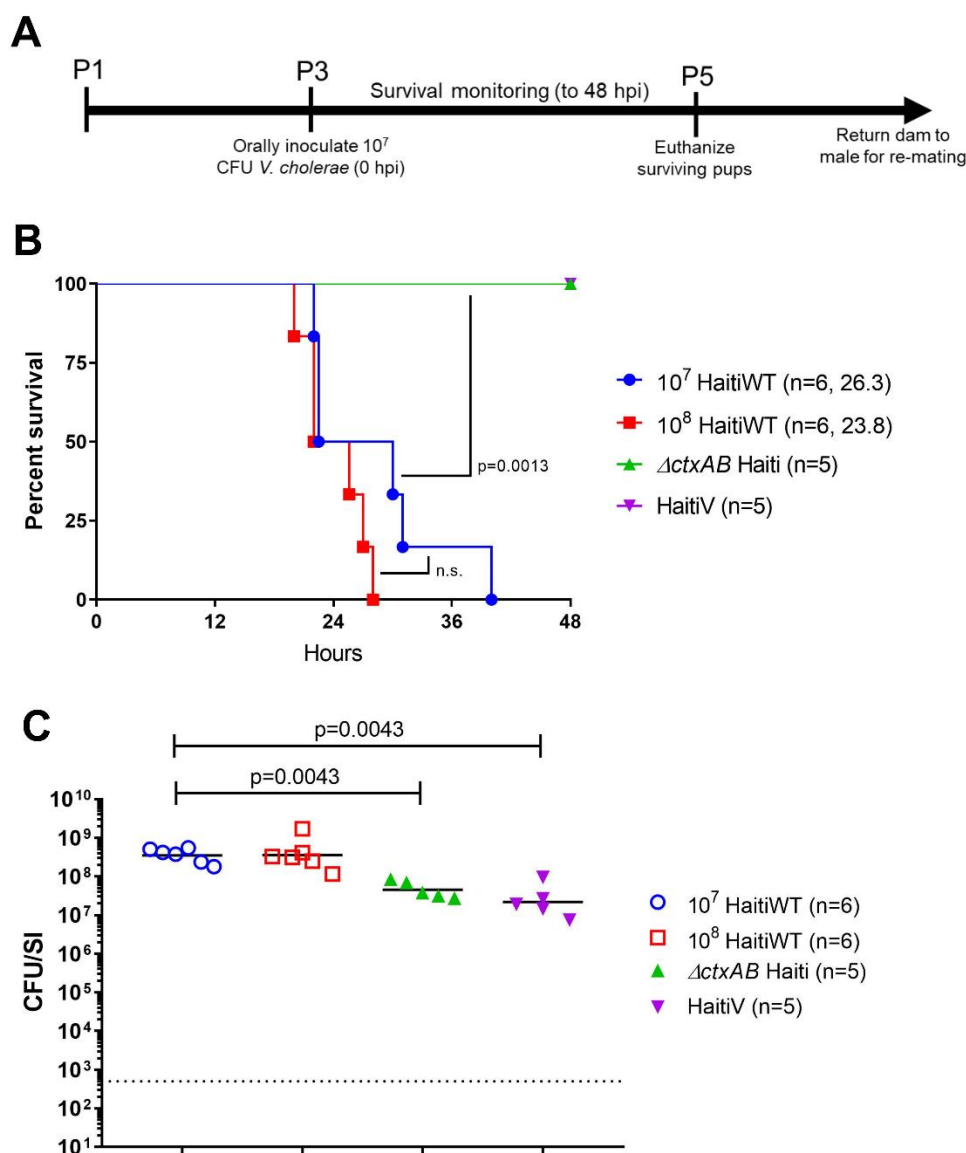 A
P1
P3
Survival monitoring (to 48 hpi)
P5
Orally inoculate 10⁷
CFU V. cholerae (0 hpi)
Euthanize
surviving pups
Return dam to
male for re-mating
B
Percent survival
100
75
50
25
0
0 12 24 36 48
Hours
p=0.0013
n.s.
10⁷ HaitiWT (n=6, 26.3)
10⁸ HaitiWT (n=6, 23.8)
ΔctxAB Haiti (n=5)
HaitiV (n=5)
C
p=0.0043
p=0.0043
CFU/SI
10¹⁰
10⁹
10⁸
10⁷
10⁶
10⁵
10⁴
10³
10²
10¹
10⁷ HaitiWT (n=6)
10⁸ HaitiWT (n=6)
ΔctxAB Haiti (n=5)
HaitiV (n=5)